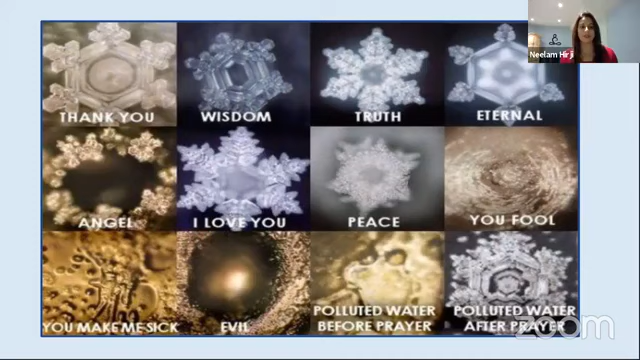 Neelam Hirji
THANK YOU
WISDOM
TRUTH
ETERNAL
ANGEL
I LOVE YOU
PEACE
YOU FOOL
YOU MAKE ME SICK
EVIL
POLLUTED WATER
BEFORE PRAYER
POLLUTED WATER
AFTER PRAYER
zoom